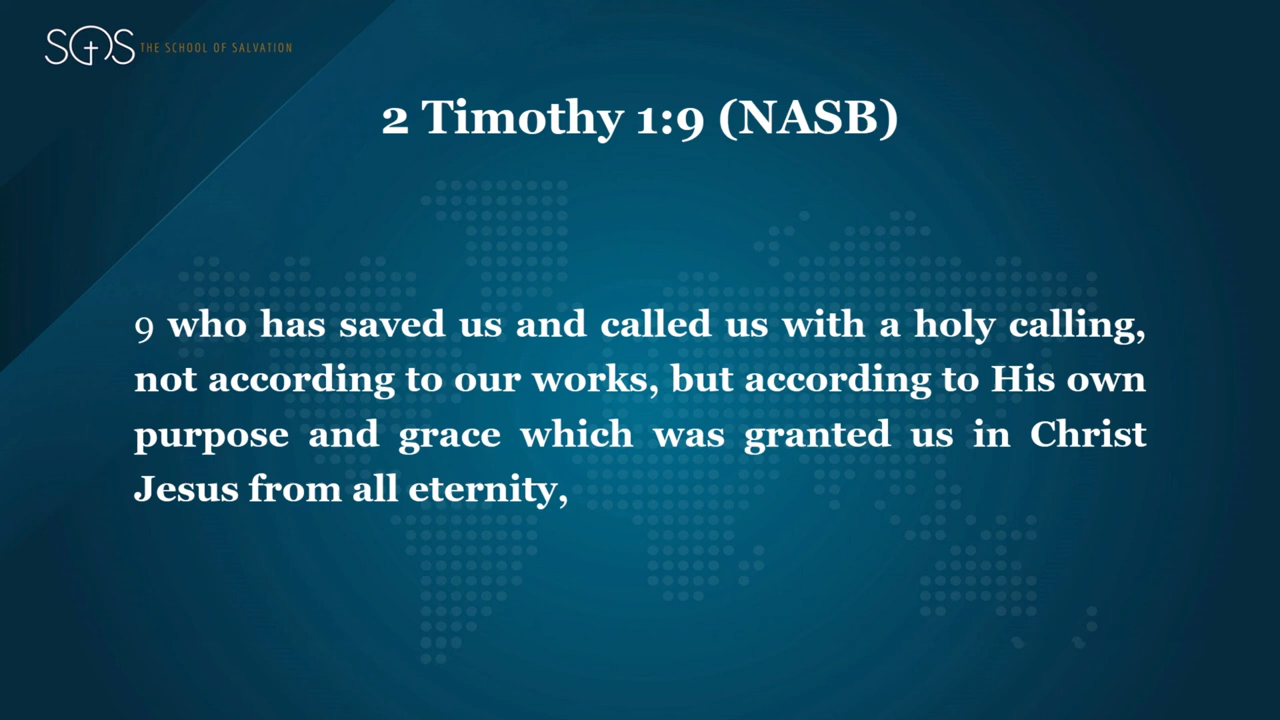 SOS THE SCHOOL OF SALVATION
2 Timothy 1:9 (NASB)
9 who has saved us and called us with a holy calling,
not according to our works, but according to His own
purpose and grace which was granted us in Christ
Jesus from all eternity,